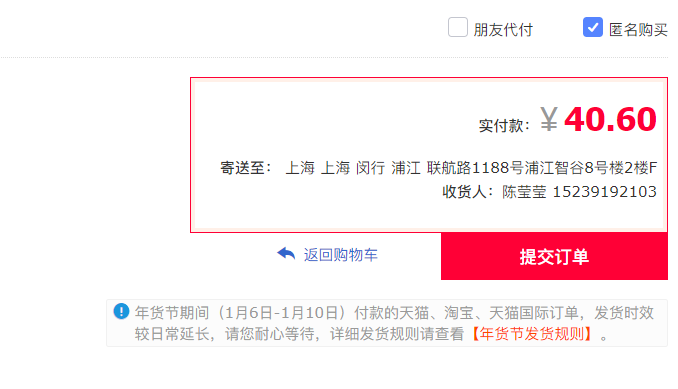 朋友代付 匿名购买
实付款：￥40.60
寄送至： 上海 上海 闵行 浦江 联航路1188号浦江智谷8号楼2楼F
收货人：陈莹莹 15239192103
返回购物车 提交订单
年货节期间（1月6日-1月10日）付款的天猫、淘宝、天猫国际订单，发货时效
较日常延长，请您耐心等待，详细发货规则请查看【年货节发货规则】。